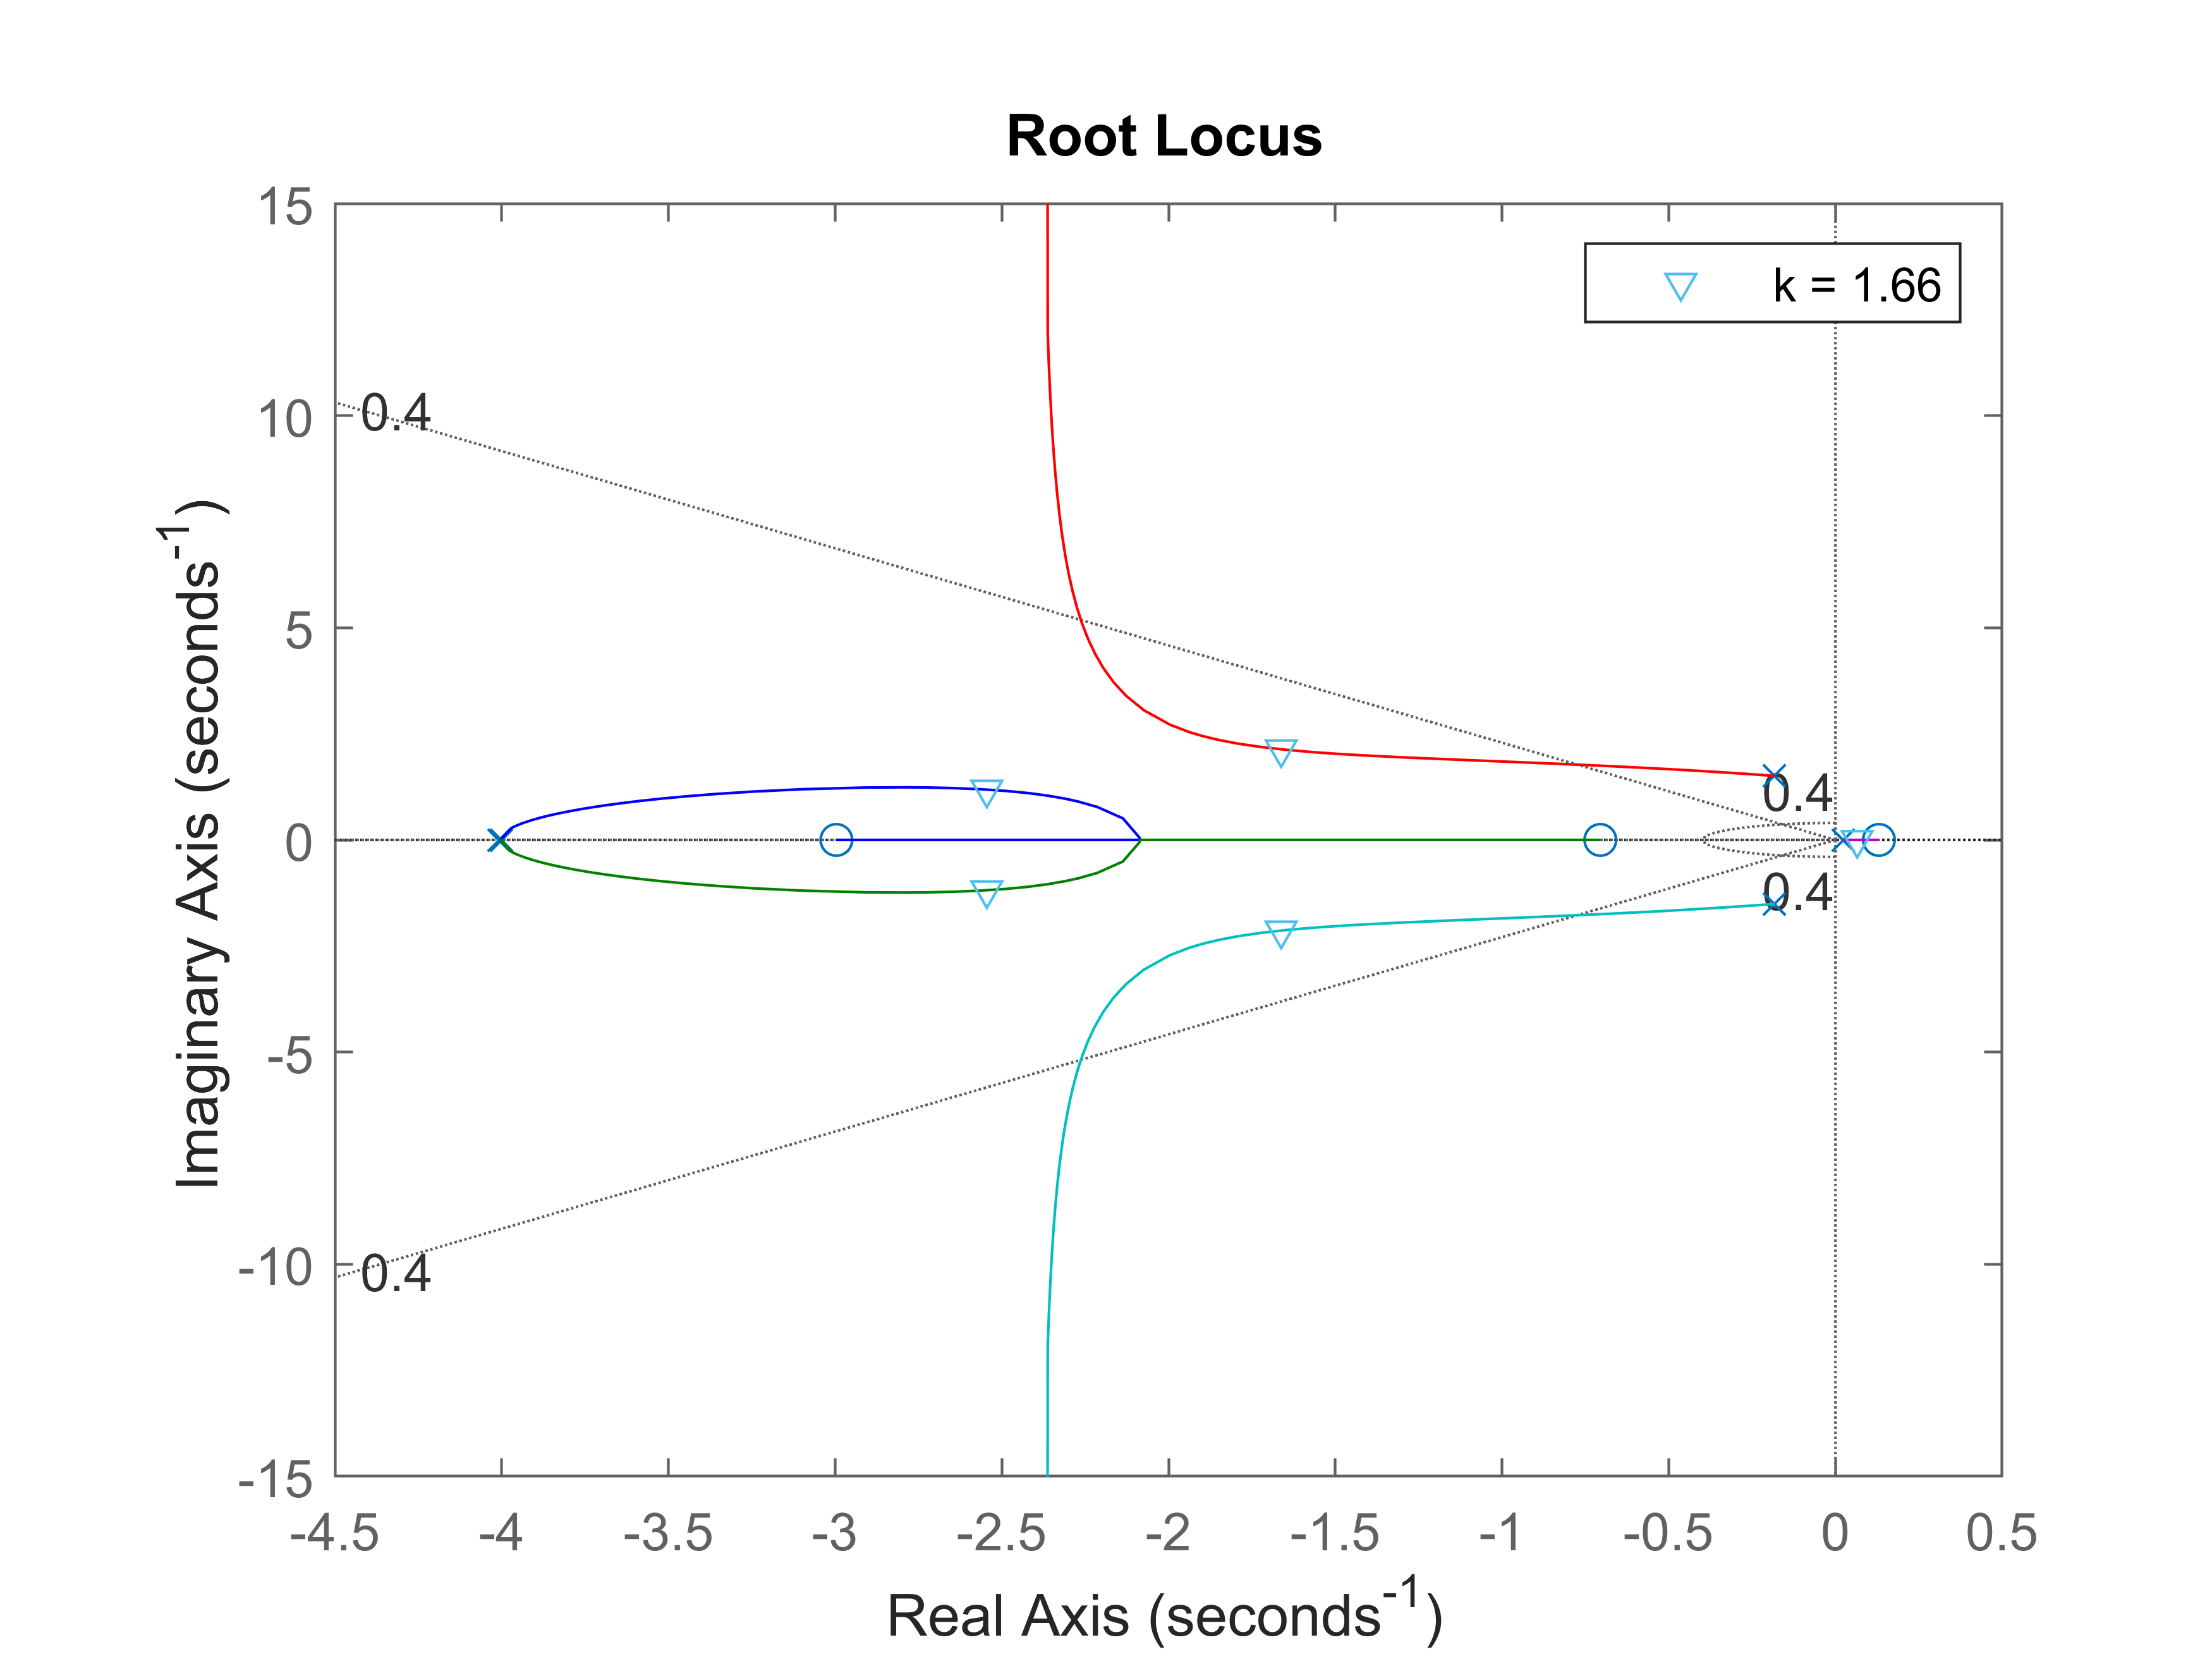 Root Locus
k = 1.66
15
10
5
0
-5
-10
-15
0.4
0.4
0.4
0.4
Imaginary Axis (seconds⁻¹)
-4.5 -4 -3.5 -3 -2.5 -2 -1.5 -1 -0.5 0 0.5
Real Axis (seconds⁻¹)